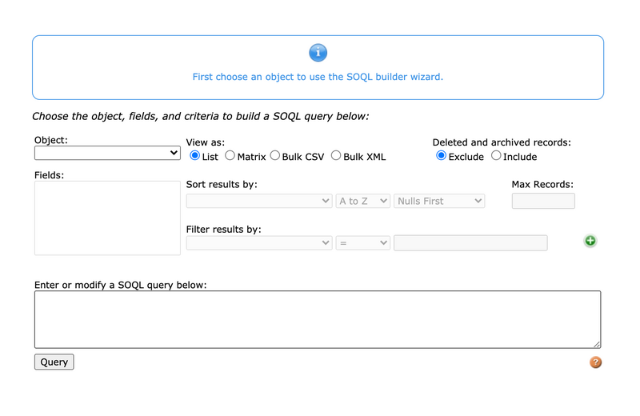 First choose an object to use the SOQL builder wizard.
Choose the object, fields, and criteria to build a SOQL query below:
Object:
View as:
Deleted and archived records:
List Matrix Bulk CSV Bulk XML
Exclude Include
Fields:
Sort results by:
Max Records:
A to Z
Nulls First
Filter results by:
=
Enter or modify a SOQL query below:
Query